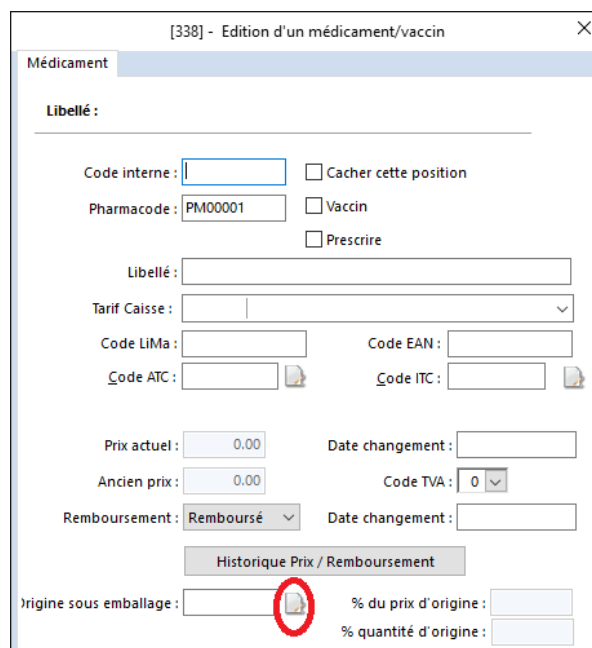 [338] - Edition d'un médicament/vaccin
Médicament
Libellé :
Code interne : Cacher cette position
Pharmacode : PM00001 Vaccin
Prescrire
Libellé :
Tarif Caisse :
Code LiMa : Code EAN :
Code ATC : Code ITC :
Prix actuel : 0.00 Date changement :
Ancien prix : 0.00 Code TVA : 0
Remboursement : Remboursé Date changement :
Historique Prix / Remboursement
rigine sous emballage : % du prix d'origine :
% quantité d'origine :